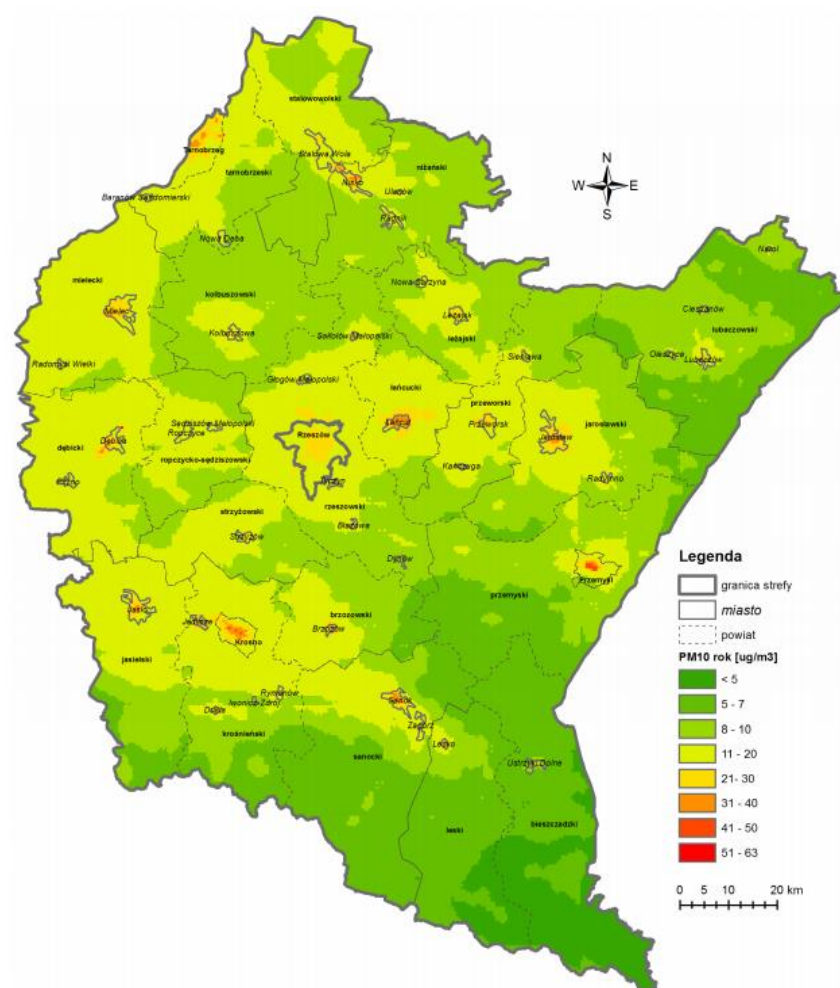 stalowowolski
Tarnobrzeg
Stalowa Wola
niżański
N
tarnobrzeski
Nisko
Ulanów
W E
Baranów Sandomierski
S
Rudnik
Nowa Dęba
Narol
mielecki
Nowa Sarzyna
kolbuszowski
Cieszanów
Mielec
Leżajsk
lubaczowski
Kolbuszowa
Sokołów Małopolski
leżajski
Oleszyce
Sieniawa
Lubaczów
Radomyśl Wielki
Głogów Małopolski
łańcucki
przeworski
Sędziszów Małopolski
Łańcut
Przeworsk
jarosławski
Ropczyce
Rzeszów
Jarosław
dębicki
Dębica
ropczycko-sędziszowski
Kańczuga
Pilzno
Tyczyn
Radymno
rzeszowski
strzyżowski
Błażowa
Strzyżów
Legenda
Dynów
granica strefy
Przemyśl
przemyski
miasto
Jasło
brzozowski
powiat
Jedlicze
Brzozów
Krosno
PM10 rok [ug/m3]
jasielski
< 5
Rymanów
5 - 7
Iwonicz-Zdrój
Sanok
Dukla
8 - 10
Zagórz
krośnieński
Lesko
11 - 20
sanocki
Ustrzyki Dolne
21- 30
31 - 40
leski
bieszczadzki
41 - 50
51 - 63
0 5 10 20 km